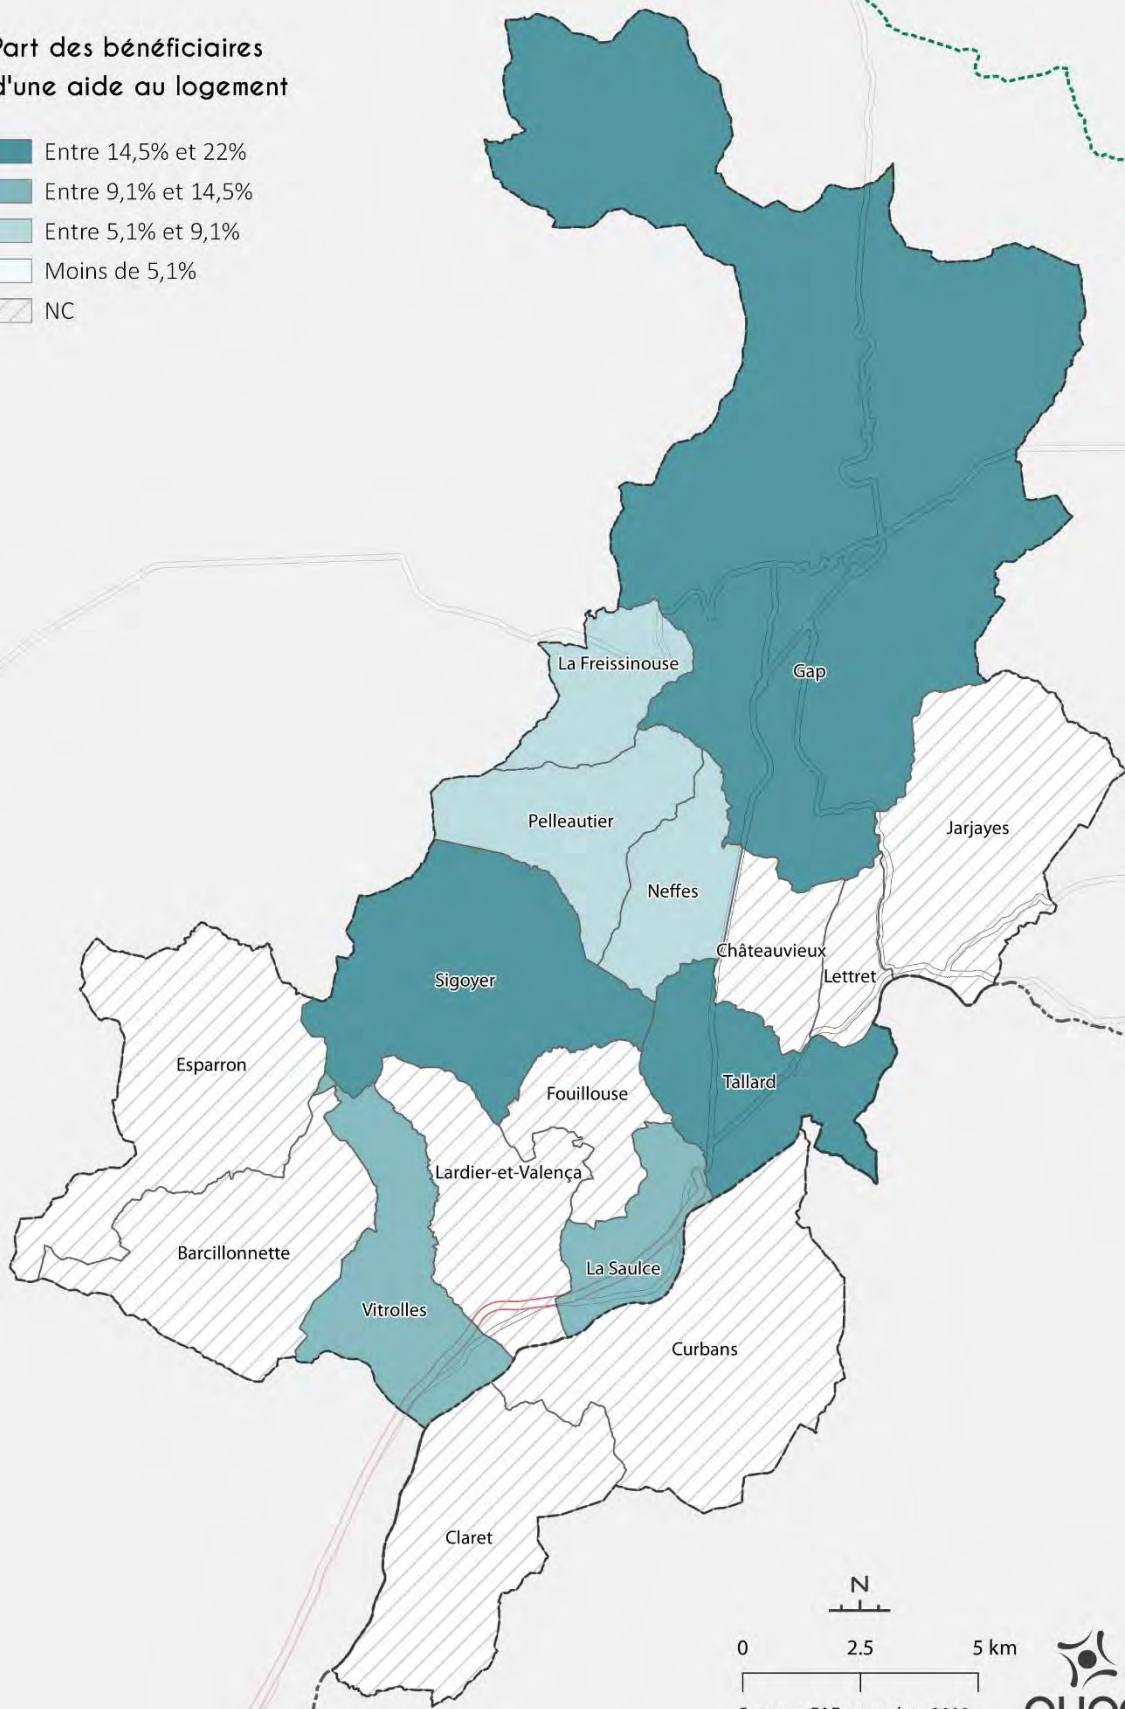 Part des bénéficiaires
d'une aide au logement
Entre 14,5% et 22%
Entre 9,1% et 14,5%
Entre 5,1% et 9,1%
Moins de 5,1%
NC
La Freissinouse
Gap
Pelleautier
Jarjayes
Neffes
Châteauvieux
Lettret
Sigoyer
Esparron
Tallard
Fouillouse
Lardier-et-Valença
Barcillonnette
La Saulce
Vitrolles
Curbans
Claret
N
0 2.5 5 km